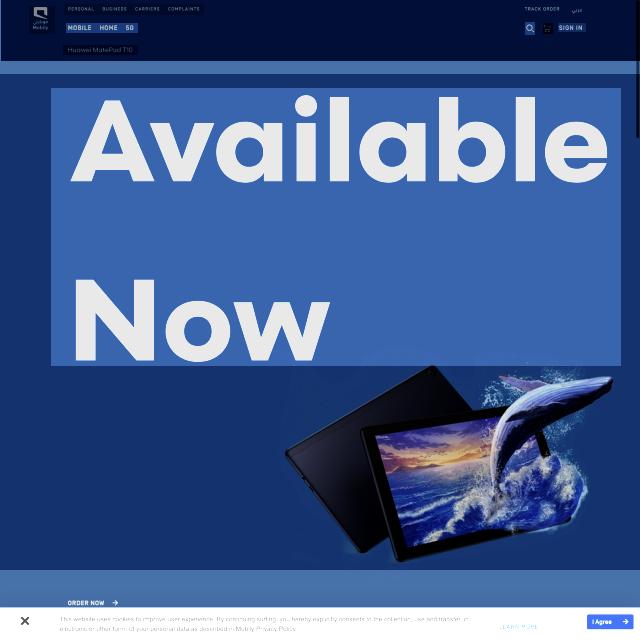 PERSONAL BUSINESS CARRIERS COMPLAINTS
TRACK ORDER عربي
موبايلي
Mobily
MOBILE HOME 5G
SIGN IN
Huawei MatePad T10
Available
Now
ORDER NOW →
This website uses cookies to improve user experience. By continuing surfing, you hereby explicitly consents to the collection, use and transfer, in
electronic or other form, of your personal data as described in Mobily Privacy Policy
LEARN MORE
I Agree →